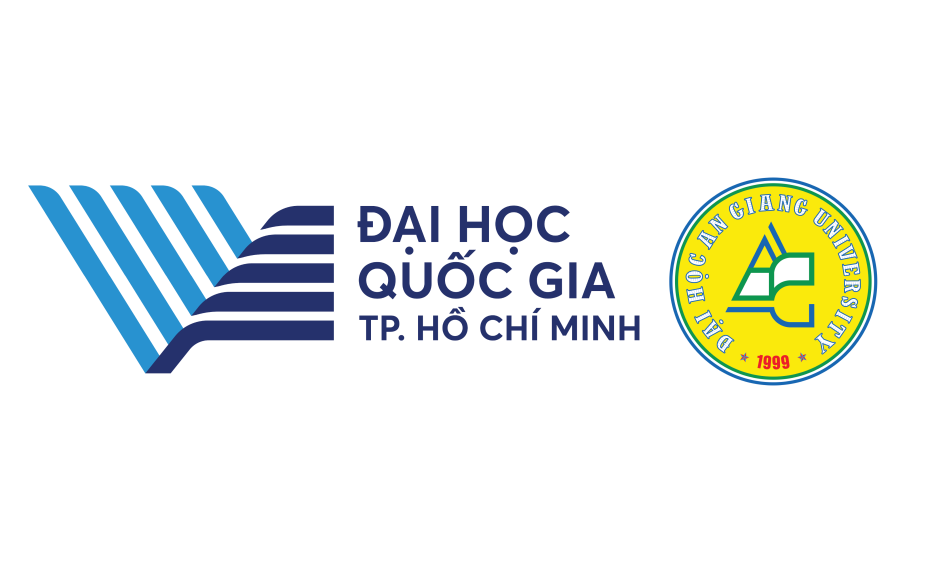 ĐẠI HỌC
QUỐC GIA
TP. HỒ CHÍ MINH
ĐẠI HỌC AN GIANG UNIVERSITY
1999